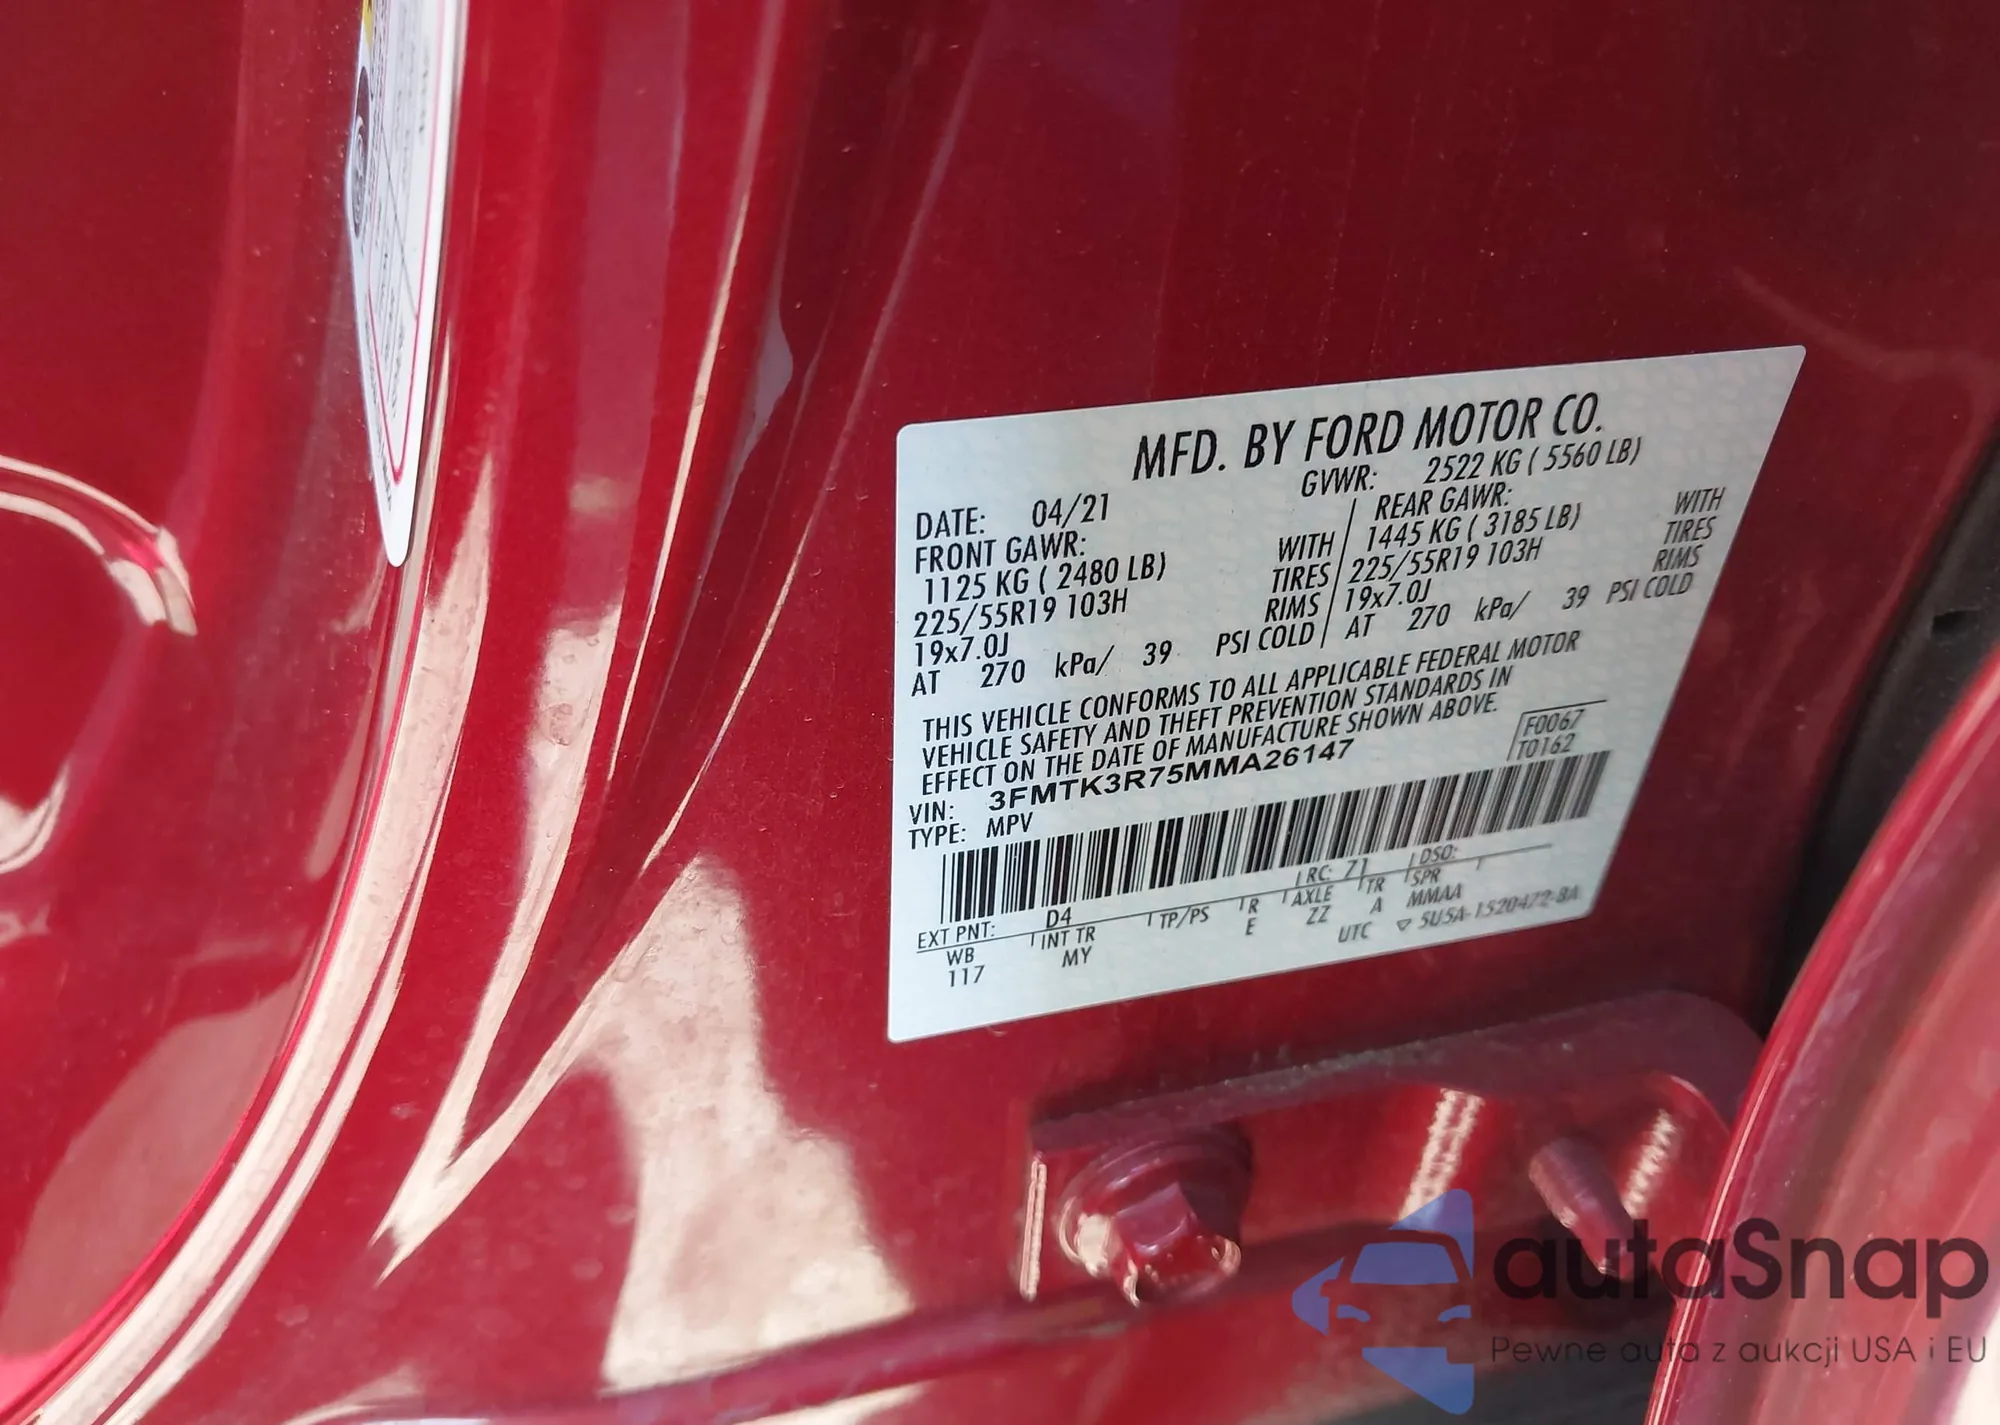 MFD. BY FORD MOTOR CO.
DATE: 04/21 GVWR: 2522 KG ( 5560 LB)
FRONT GAWR: REAR GAWR:
1125 KG ( 2480 LB) WITH 1445 KG ( 3185 LB) WITH
225/55R19 103H TIRES 225/55R19 103H TIRES
19x7.0J RIMS 19x7.0J RIMS
AT 270 kPa/ 39 PSI COLD AT 270 kPa/ 39 PSI COLD
THIS VEHICLE CONFORMS TO ALL APPLICABLE FEDERAL MOTOR
VEHICLE SAFETY AND THEFT PREVENTION STANDARDS IN
EFFECT ON THE DATE OF MANUFACTURE SHOWN ABOVE.
VIN: 3FMTK3R75MMA26147 F0067
TYPE: MPV T0162
EXT PNT: D4 RC: 71 DSO:
WB INT TR TP/PS R AXLE TR SPR
117 MY E ZZ A MMAA
UTC ▽ 5U5A-1520472-BA
autaSnap
Pewne auta z aukcji USA i EU